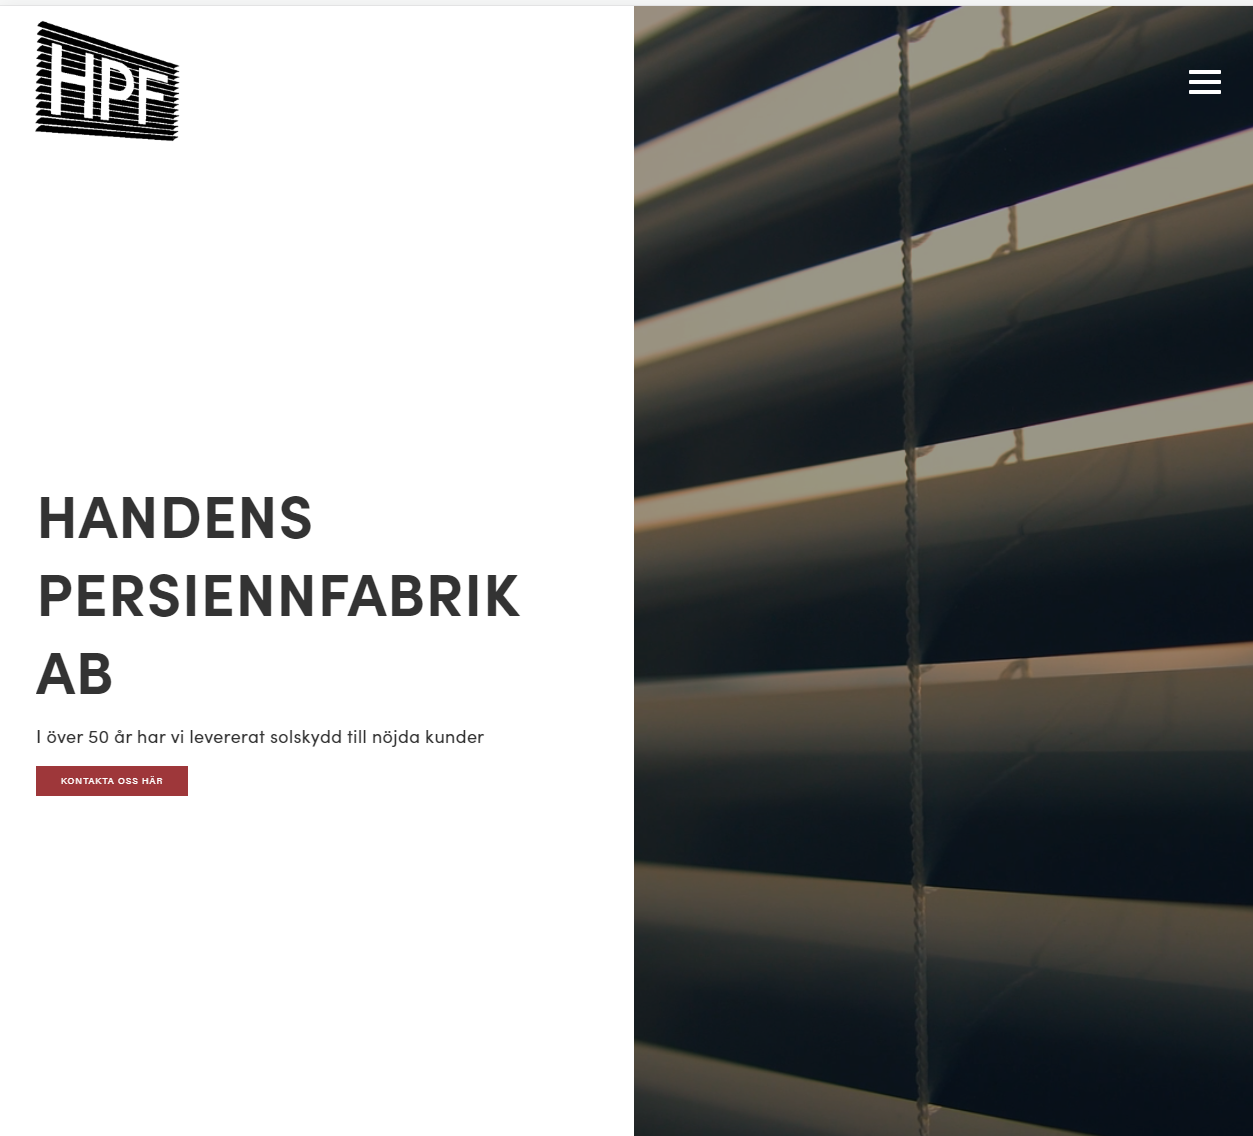 HPF
HANDENS
PERSIENNFABRIK
AB
I över 50 år har vi levererat solskydd till nöjda kunder
KONTAKTA OSS HÄR